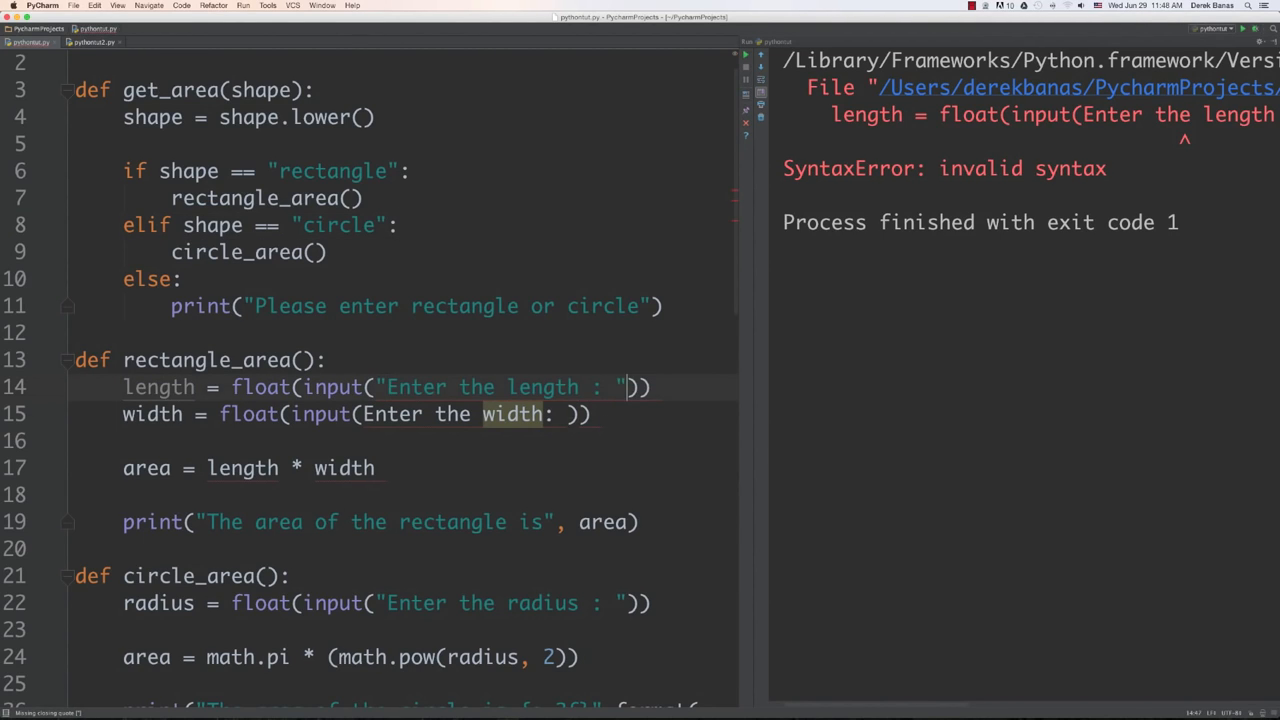 PyCharm File Edit View Navigate Code Refactor Run Tools VCS Window Help 10 Wed Jun 29 11:48 AM Derek Banas
pythontut.py - PycharmProjects - [~/PycharmProjects]
PycharmProjects pythontut.py pythontut
pythontut.py pythontut2.py Run pythontut
2
3 def get_area(shape):
4 shape = shape.lower()
5
6 if shape == "rectangle":
7 rectangle_area()
8 elif shape == "circle":
9 circle_area()
10 else:
11 print("Please enter rectangle or circle")
12
13 def rectangle_area():
14 length = float(input("Enter the length : "))
15 width = float(input(Enter the width: ))
16
17 area = length * width
18
19 print("The area of the rectangle is", area)
20
21 def circle_area():
22 radius = float(input("Enter the radius : "))
23
24 area = math.pi * (math.pow(radius, 2))
25
/Library/Frameworks/Python.framework/Versi
File "/Users/derekbanas/PycharmProjects/
length = float(input(Enter the length
^
SyntaxError: invalid syntax
Process finished with exit code 1
Missing closing quote ['] 14:47 LF÷ UTF-8÷